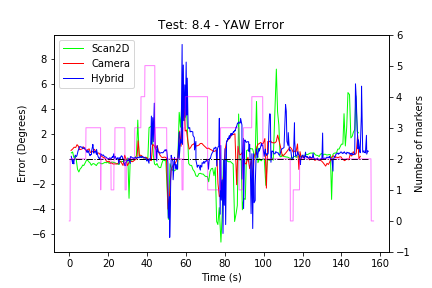 Test: 8.4 - YAW Error
Scan2D
Camera
Hybrid
Error (Degrees)
8
6
4
2
0
−2
−4
−6
Number of markers
6
5
4
3
2
1
0
−1
0 20 40 60 80 100 120 140 160
Time (s)